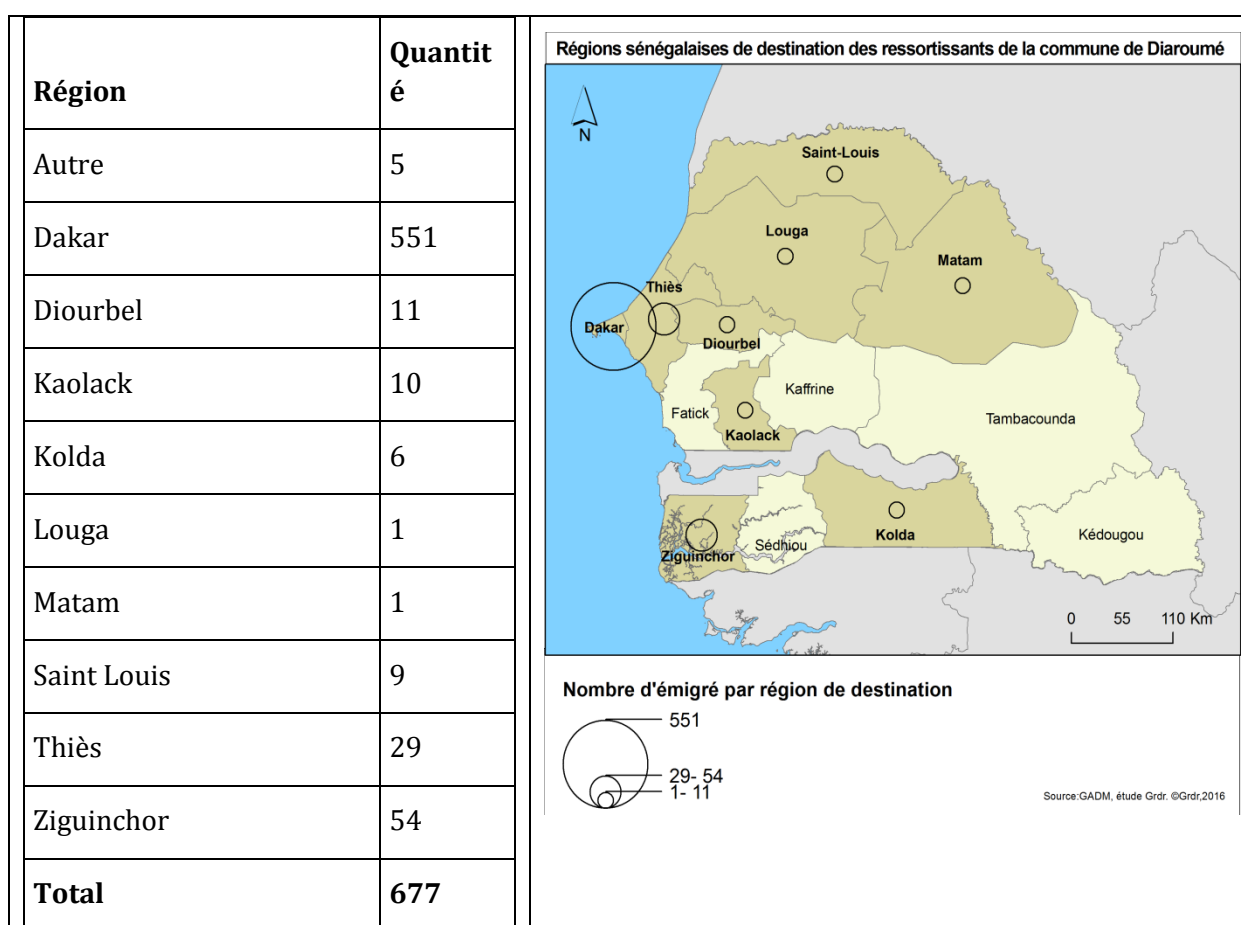 Région Quantit
é
Autre 5
Dakar 551
Diourbel 11
Kaolack 10
Kolda 6
Louga 1
Matam 1
Saint Louis 9
Thiès 29
Ziguinchor 54
Total 677
Régions sénégalaises de destination des ressortissants de la commune de Diaroumé
N
Saint-Louis
Louga
Matam
Thiès
Dakar
Diourbel
Kaffrine
Fatick
Tambacounda
Kaolack
Kolda
Kédougou
Sédhiou
Ziguinchor
0 55 110 Km
Nombre d'émigré par région de destination
551
29- 54
1- 11
Source:GADM, étude Grdr. ©Grdr,2016